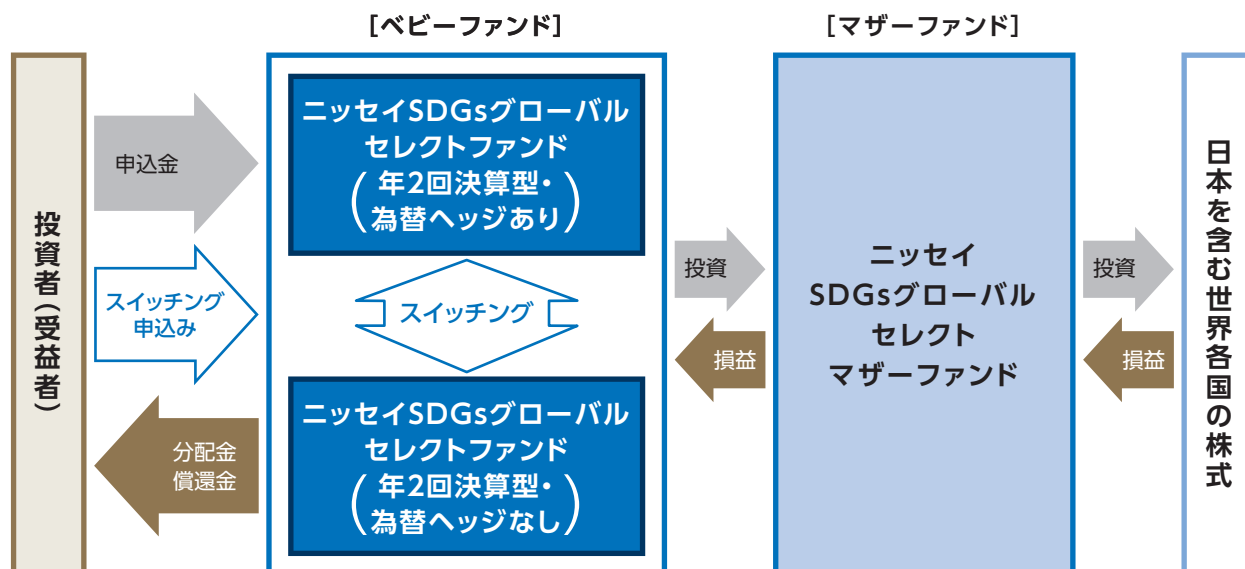 [ベビーファンド]
[マザーファンド]
投資者(受益者)
申込金
スイッチング
申込み
分配金
償還金
ニッセイSDGsグローバル
セレクトファンド
(年2回決算型・
為替ヘッジあり)
スイッチング
ニッセイSDGsグローバル
セレクトファンド
(年2回決算型・
為替ヘッジなし)
投資
損益
ニッセイ
SDGsグローバル
セレクト
マザーファンド
投資
損益
日本を含む世界各国の株式